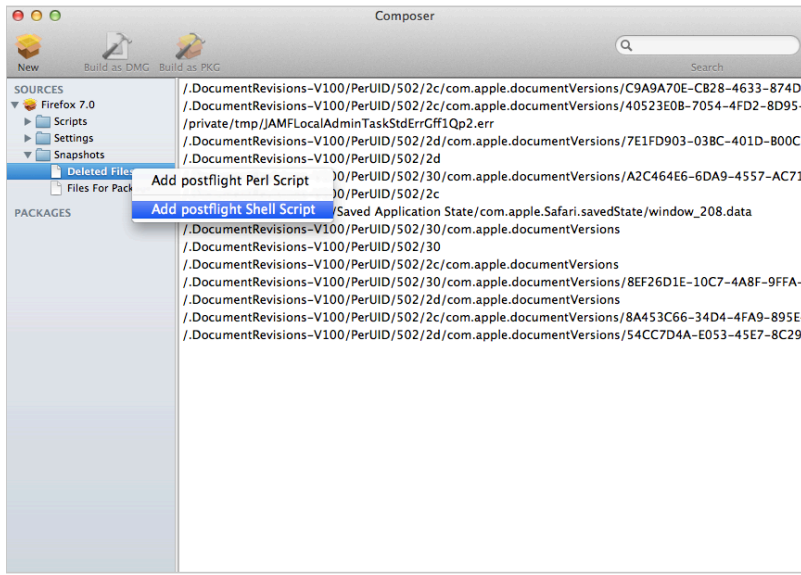 Composer
New
Build as DMG
Build as PKG
Search
SOURCES
Firefox 7.0
Scripts
Settings
Snapshots
Deleted Files
Files For Pack
PACKAGES
Add postflight Perl Script
Add postflight Shell Script
/.DocumentRevisions-V100/PerUID/502/2c/com.apple.documentVersions/C9A9A70E-CB28-4633-874D
/.DocumentRevisions-V100/PerUID/502/2c/com.apple.documentVersions/40523E0B-7054-4FD2-8D95-
/private/tmp/JAMFLocalAdminTaskStdErrGff1Qp2.err
/.DocumentRevisions-V100/PerUID/502/2d/com.apple.documentVersions/7E1FD903-03BC-401D-B00C
/.DocumentRevisions-V100/PerUID/502/2d
00/PerUID/502/30/com.apple.documentVersions/A2C464E6-6DA9-4557-AC71
00/PerUID/502/2c
/Saved Application State/com.apple.Safari.savedState/window_208.data
/.DocumentRevisions-V100/PerUID/502/30/com.apple.documentVersions
/.DocumentRevisions-V100/PerUID/502/30
/.DocumentRevisions-V100/PerUID/502/2c/com.apple.documentVersions
/.DocumentRevisions-V100/PerUID/502/30/com.apple.documentVersions/8EF26D1E-10C7-4A8F-9FFA-
/.DocumentRevisions-V100/PerUID/502/2d/com.apple.documentVersions
/.DocumentRevisions-V100/PerUID/502/2c/com.apple.documentVersions/8A453C66-34D4-4FA9-895E-
/.DocumentRevisions-V100/PerUID/502/2d/com.apple.documentVersions/54CC7D4A-E053-45E7-8C29